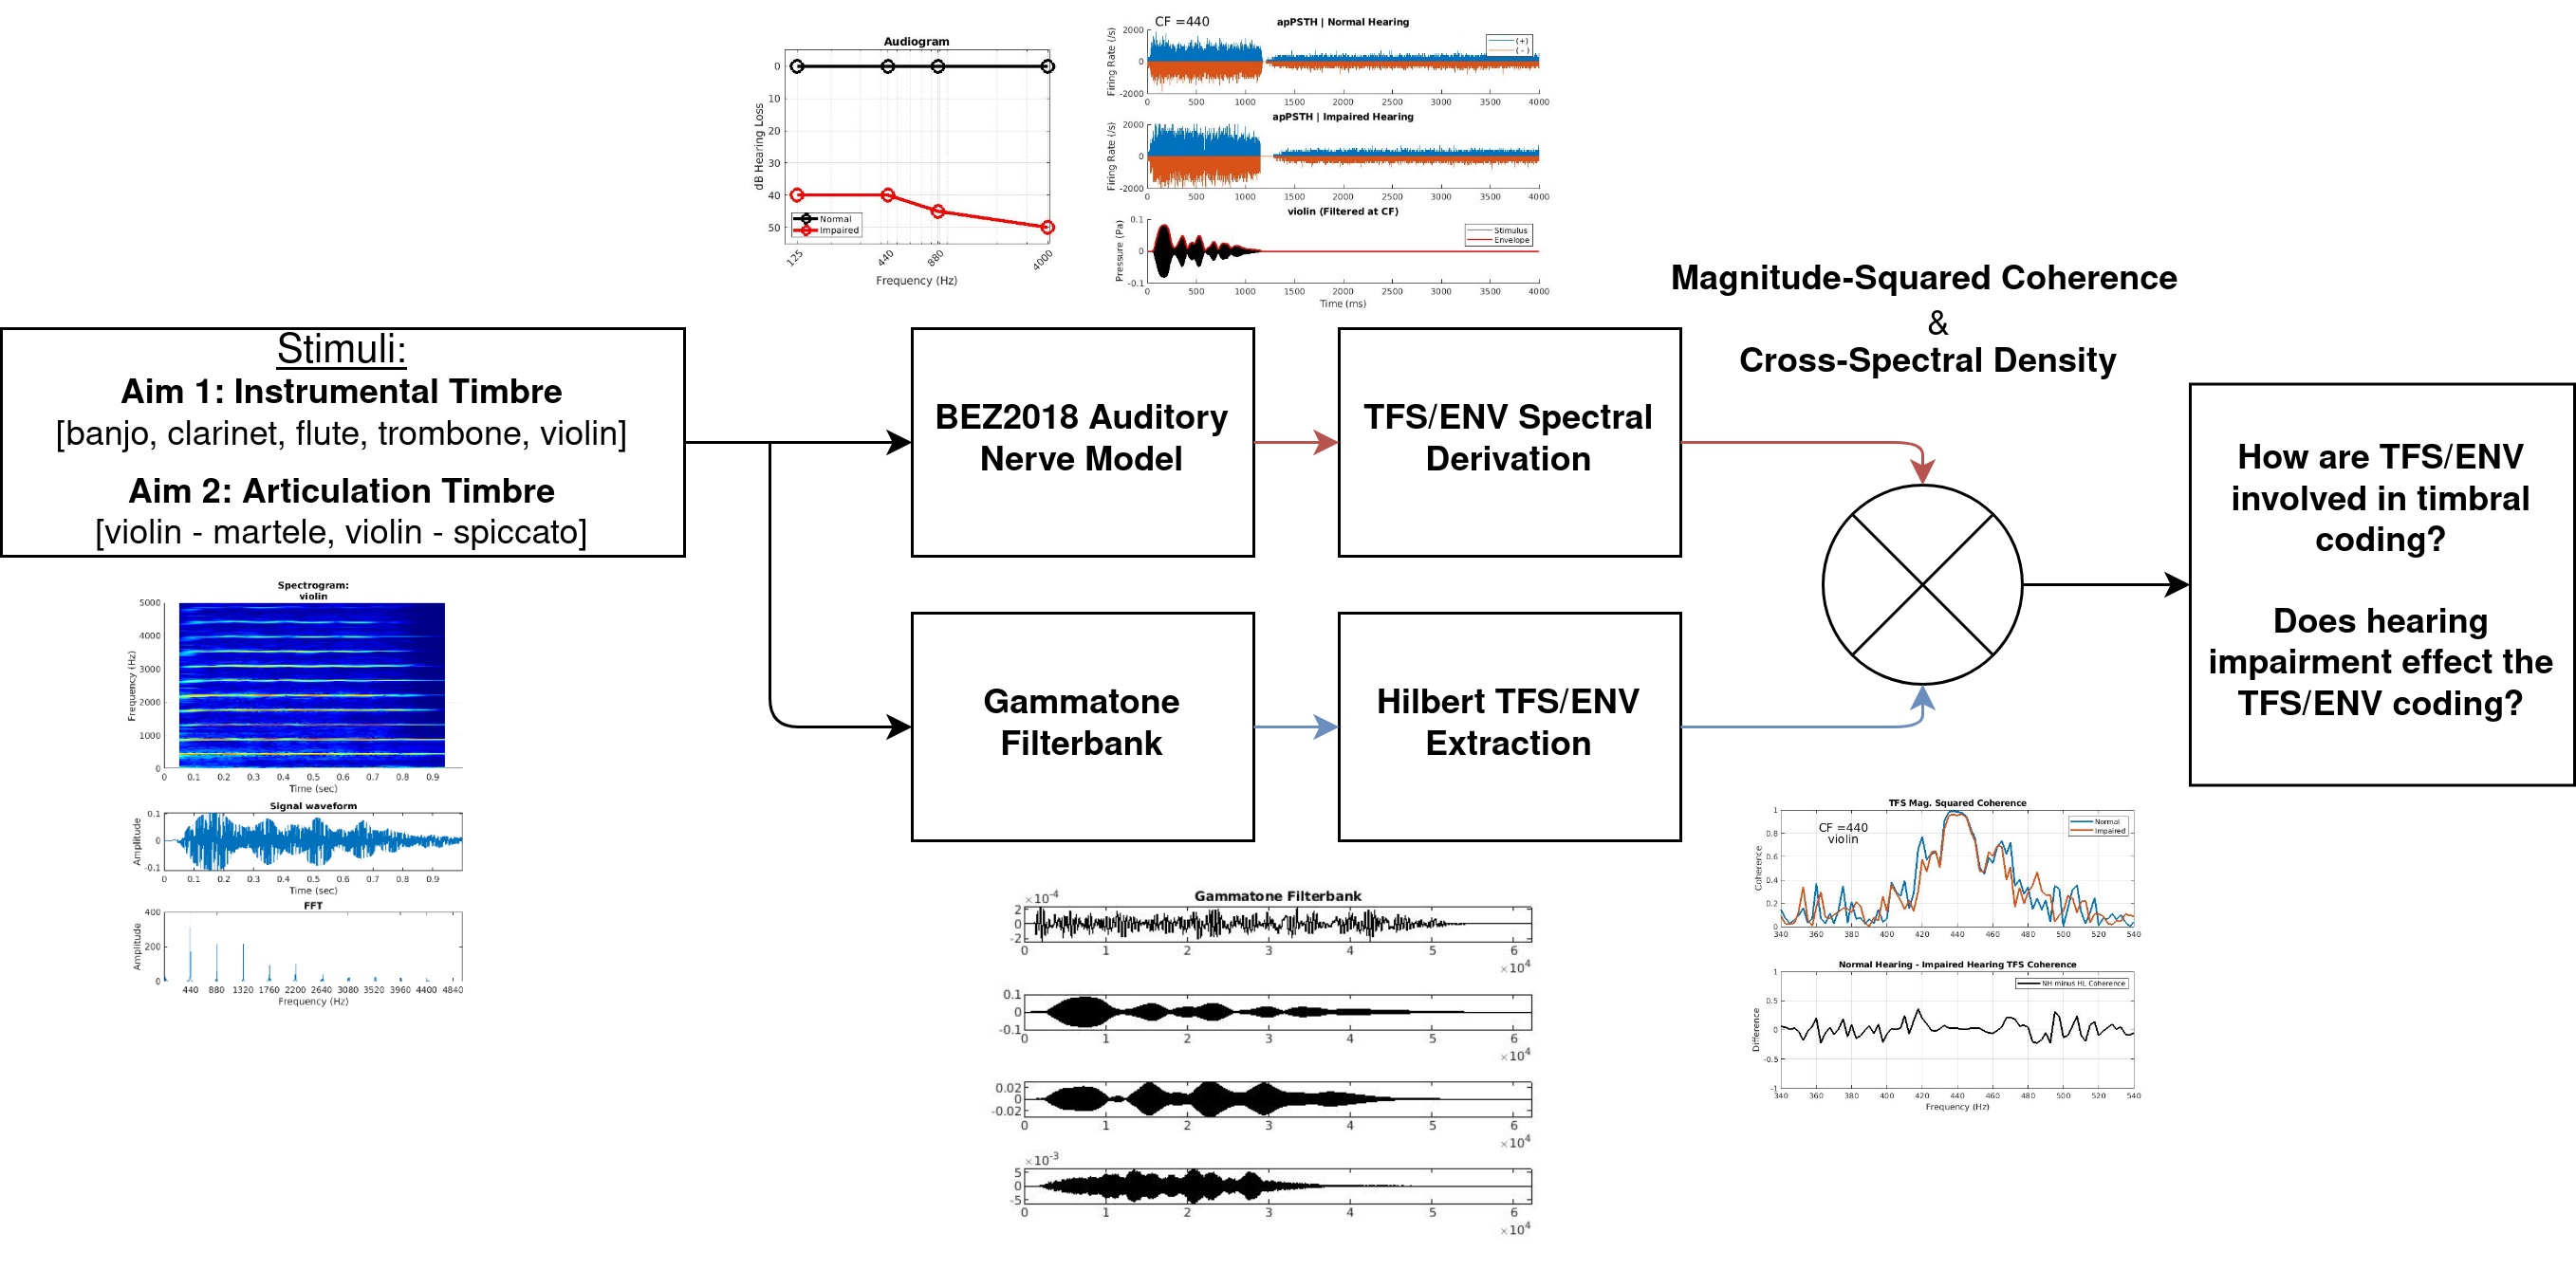 Audiogram
dB Hearing Loss
0
10
20
30
40
50
Normal
Impaired
125
440
880
4000
Frequency (Hz)
CF =440
apPSTH | Normal Hearing
Firing Rate (/s)
2000
0
-2000
(+)
(-)
0 500 1000 1500 2000 2500 3000 3500 4000
apPSTH | Impaired Hearing
Firing Rate (/s)
2000
0
-2000
0 500 1000 1500 2000 2500 3000 3500 4000
violin (Filtered at CF)
Pressure (Pa)
0.1
0
-0.1
Stimulus
Envelope
0 500 1000 1500 2000 2500 3000 3500 4000
Time (ms)
Stimuli:
Aim 1: Instrumental Timbre
[banjo, clarinet, flute, trombone, violin]
Aim 2: Articulation Timbre
[violin - martele, violin - spiccato]
BEZ2018 Auditory
Nerve Model
TFS/ENV Spectral
Derivation
Magnitude-Squared Coherence
&
Cross-Spectral Density
Gammatone
Filterbank
Hilbert TFS/ENV
Extraction
How are TFS/ENV
involved in timbral
coding?
Does hearing
impairment effect the
TFS/ENV coding?
Spectrogram:
violin
Frequency (Hz)
5000
4000
3000
2000
1000
0
0 0.1 0.2 0.3 0.4 0.5 0.6 0.7 0.8 0.9
Time (sec)
Signal waveform
Amplitude
0.1
0
-0.1
0 0.1 0.2 0.3 0.4 0.5 0.6 0.7 0.8 0.9
Time (sec)
FFT
Amplitude
400
200
0
440 880 1320 1760 2200 2640 3080 3520 3960 4400 4840
Frequency (Hz)
Gammatone Filterbank
×10-4
2
0
-2
0 1 2 3 4 5 6
×104
0.1
0
-0.1
0 1 2 3 4 5 6
×104
0.02
0
-0.02
0 1 2 3 4 5 6
×104
×10-3
5
0
-5
0 1 2 3 4 5 6
×104
TFS Mag. Squared Coherence
CF =440
violin
Normal
Impaired
Coherence
1
0.8
0.6
0.4
0.2
0
340 360 380 400 420 440 460 480 500 520 540
Normal Hearing - Impaired Hearing TFS Coherence
NH minus HL Coherence
Difference
1
0.5
0
-0.5
-1
340 360 380 400 420 440 460 480 500 520 540
Frequency (Hz)